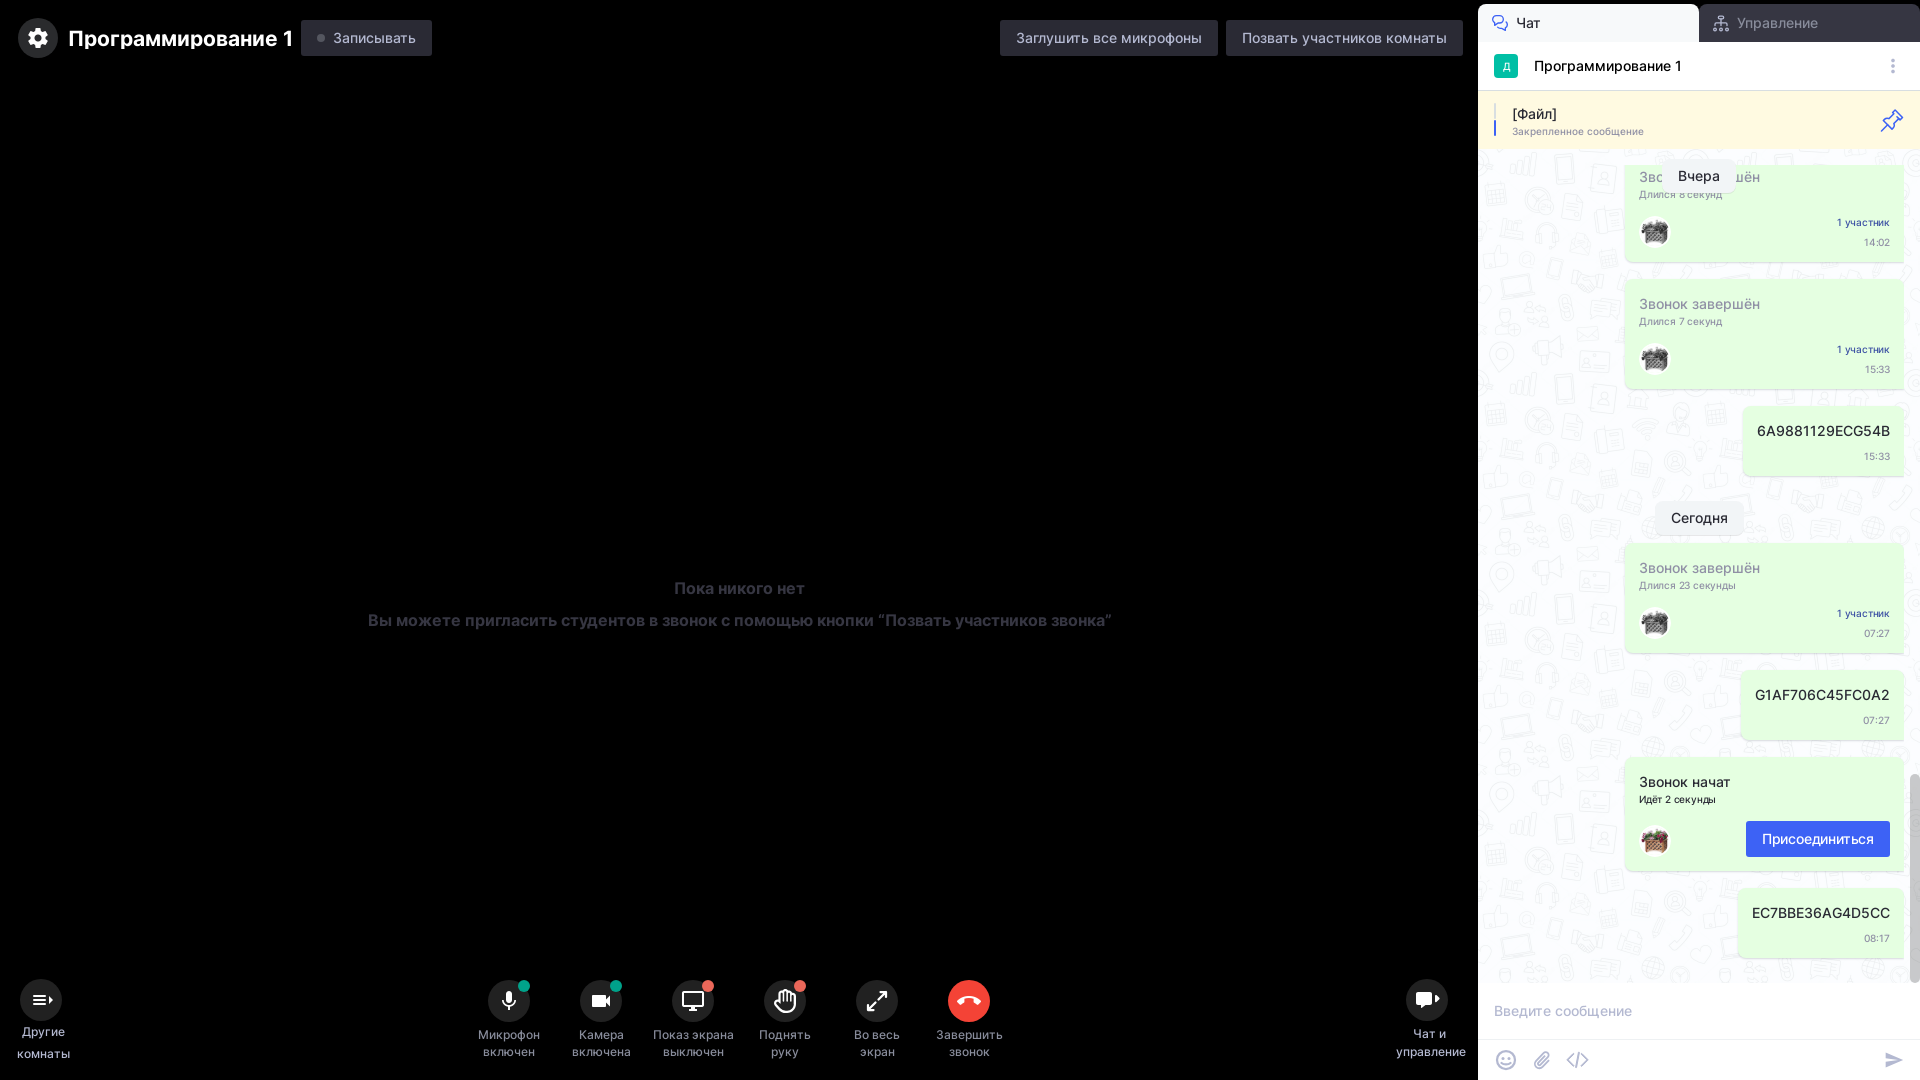 Программирование 1
Записывать
Заглушить все микрофоны
Позвать участников комнаты
Пока никого нет
Вы можете пригласить студентов в звонок с помощью кнопки “Позвать участников звонка”
Другие
комнаты
Микрофон
включен
Камера
включена
Показ экрана
выключен
Поднять
руку
Во весь
экран
Завершить
звонок
Чат и
управление
Чат
Управление
Д
Программирование 1
[Файл]
Закрепленное сообщение
Вчера
Длился 8 секунд
1 участник
14:02
Звонок завершён
Длился 7 секунд
1 участник
15:33
6A9881129ECG54B
15:33
Сегодня
Звонок завершён
Длился 23 секунды
1 участник
07:27
G1AF706C45FC0A2
07:27
Звонок начат
Идёт 2 секунды
Присоединиться
EC7BBE36AG4D5CC
08:17
Введите сообщение